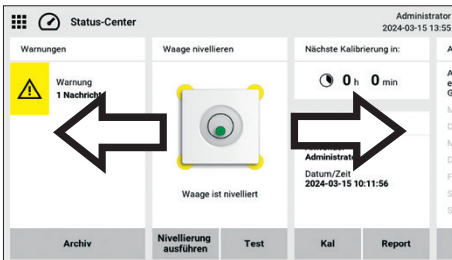 Status-Center
Administrator
2024-03-15 13:55
Warnungen
Warnung
1 Nachricht
Archiv
Waage nivellieren
Waage ist nivelliert
Nivellierung
ausführen
Test
Nächste Kalibrierung in:
0 h 0 min
Administrator
Datum/Zeit
2024-03-15 10:11:56
Kal
Report